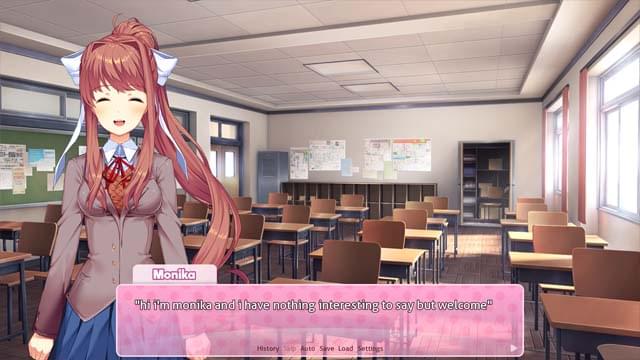 Monika
"hi i'm monika and i have nothing interesting to say but welcome"
History Skip Auto Save Load Settings